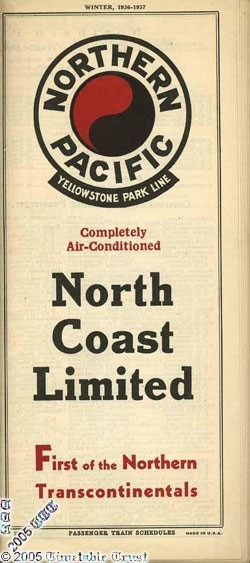 WINTER, 1936-1937
NORTHERN
PACIFIC
YELLOWSTONE PARK LINE
Completely
Air-Conditioned
North
Coast
Limited
First of the Northern
Transcontinentals
PASSENGER TRAIN SCHEDULES MADE IN U.S.A.
2005
© 2005 Timetable Trust